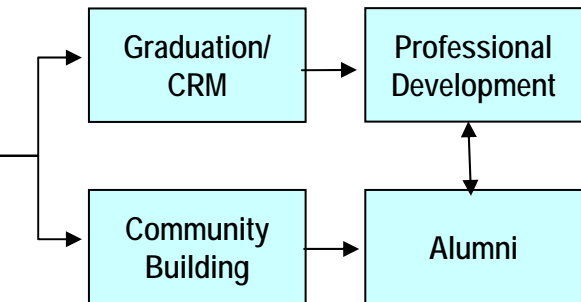 Graduation/
CRM
Professional
Development
Community
Building
Alumni